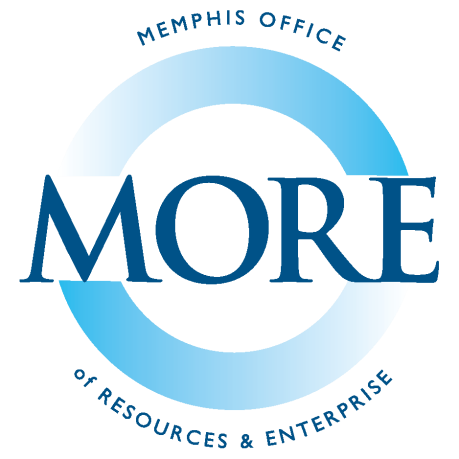 MEMPHIS OFFICE
MORE
of RESOURCES & ENTERPRISE